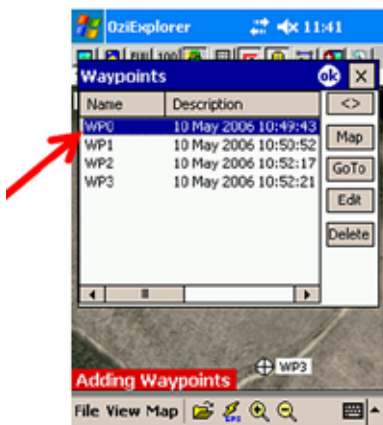 OziExplorer 11:41
Full 100
Waypoints ok X
Name Description <>
WP0 10 May 2006 10:49:43
WP1 10 May 2006 10:50:52
WP2 10 May 2006 10:52:17
WP3 10 May 2006 10:52:21
Map
GoTo
Edit
Delete
WP3
Adding Waypoints
File View Map